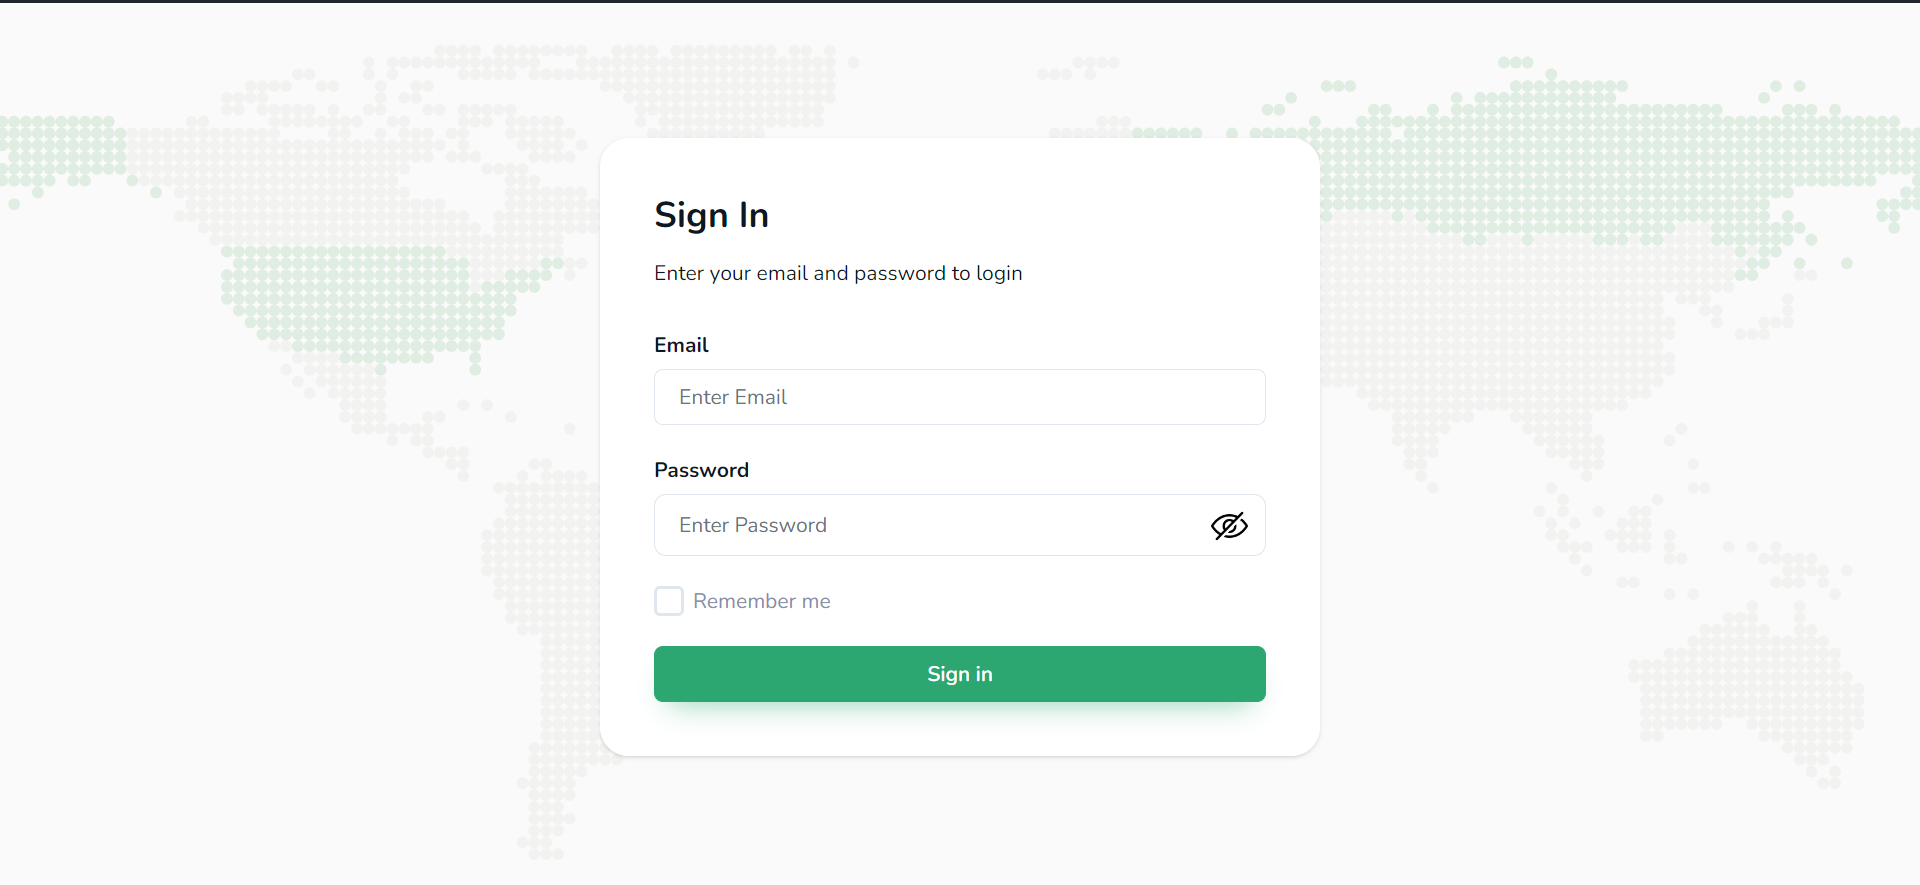 Sign In
Enter your email and password to login
Email
Enter Email
Password
Enter Password
Remember me
Sign in